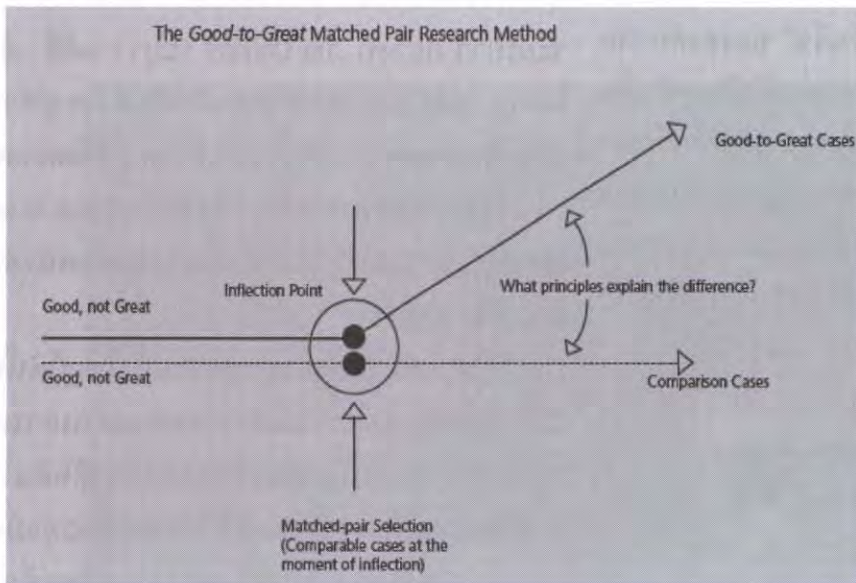 The Good-to-Great Matched Pair Research Method
Good-to-Great Cases
Inflection Point
What principles explain the difference?
Good, not Great
Good, not Great
Comparison Cases
Matched-pair Selection
(Comparable cases at the
moment of inflection)